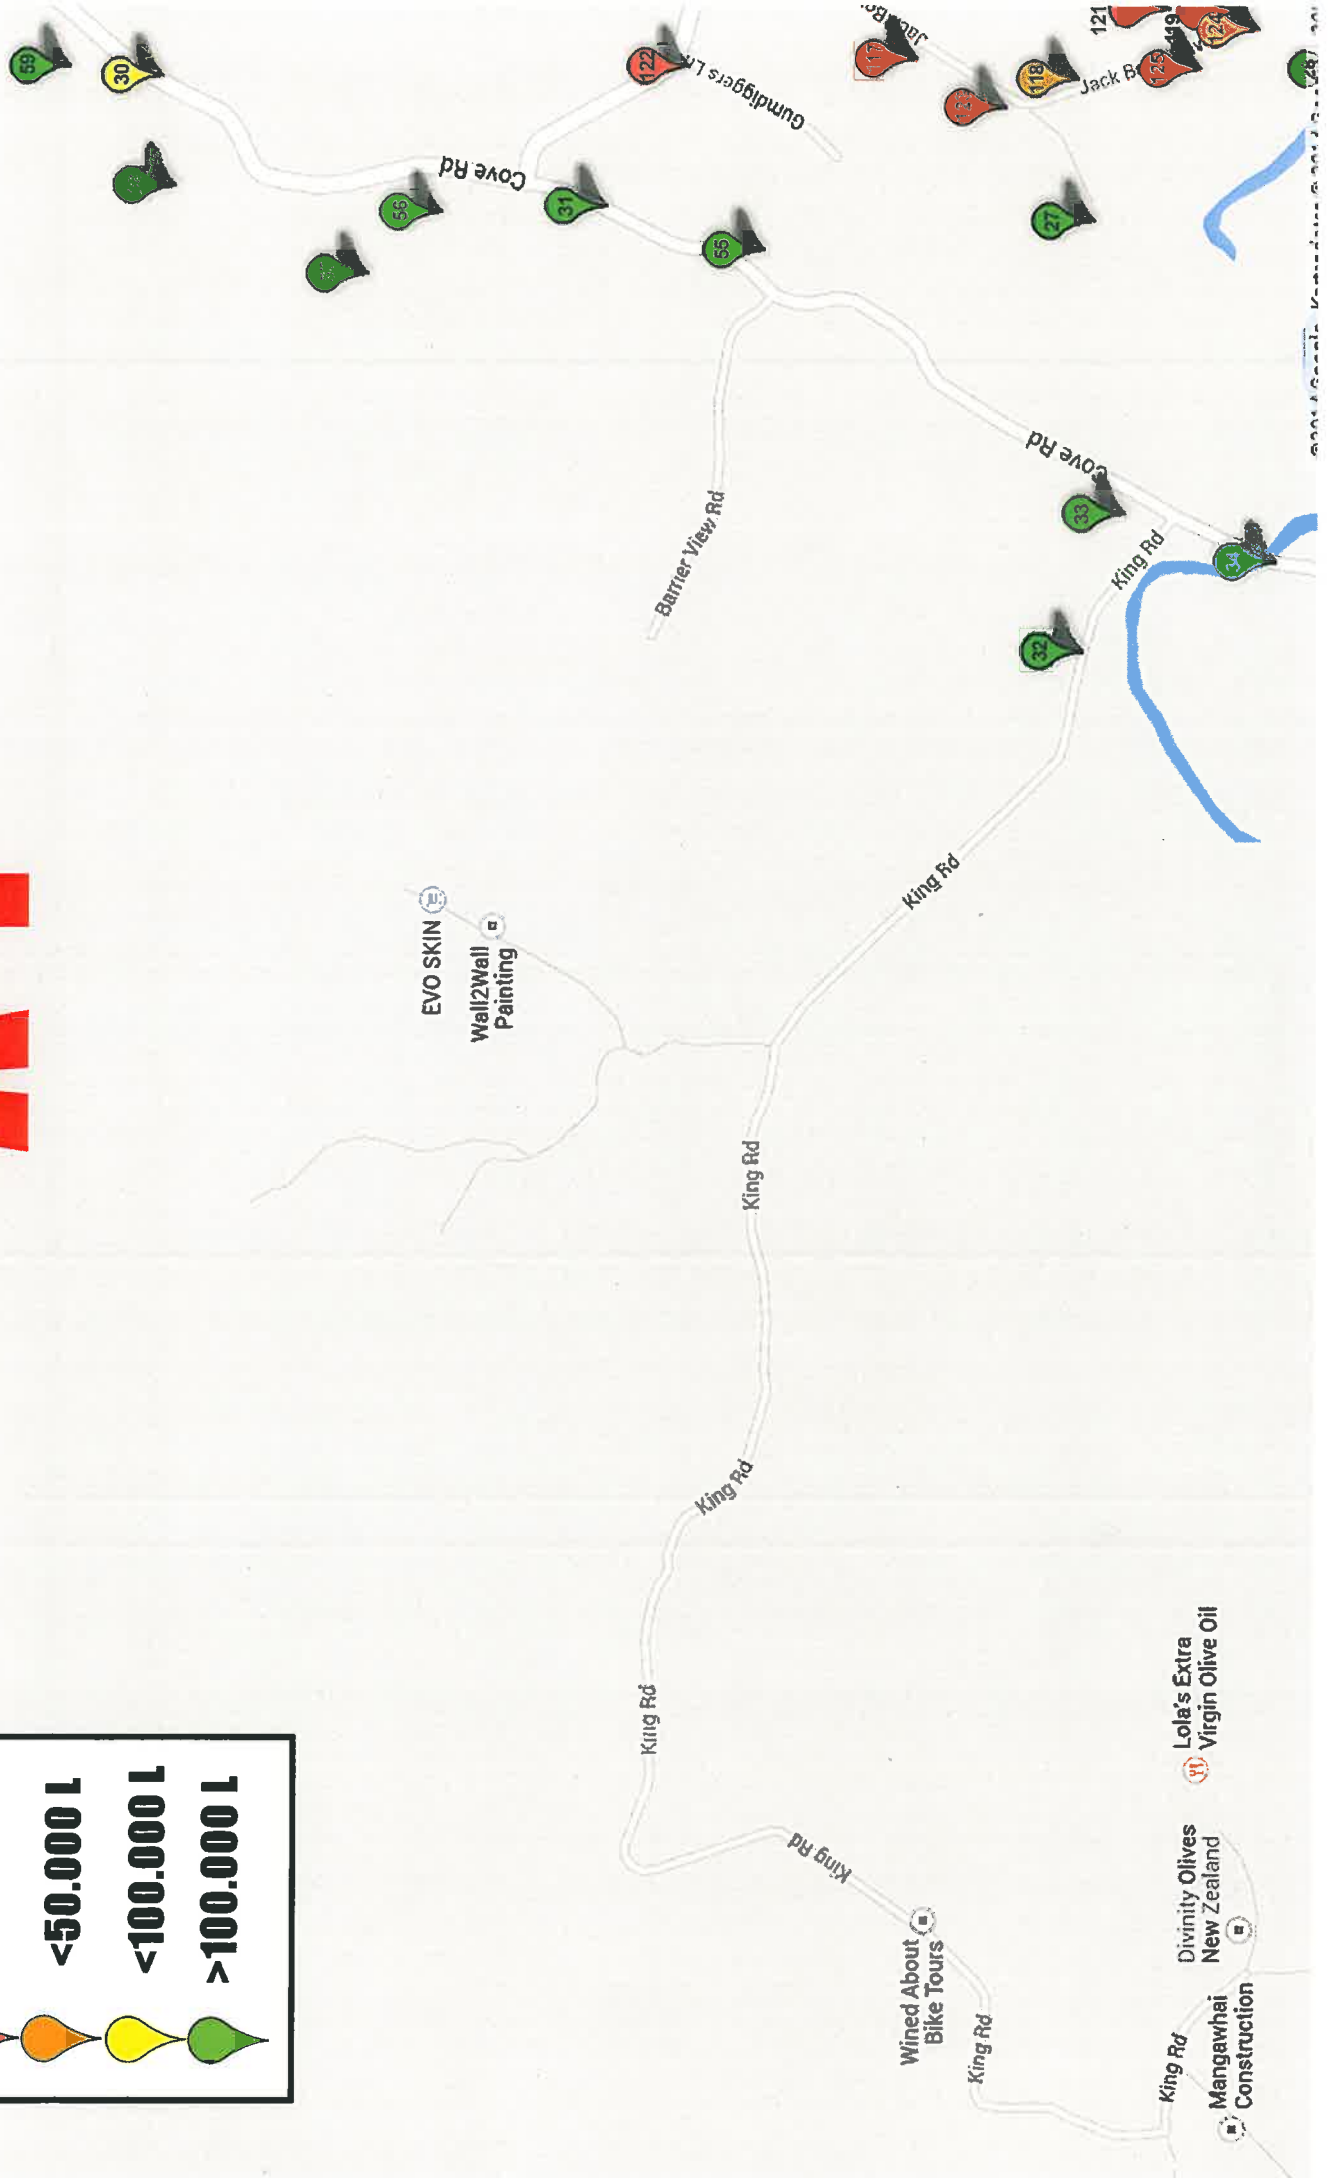 <50.000 L
<100.000 L
>100.000 L
59
30
56
31
55
122
Gumdiggers Ln
Cove Rd
117
118
121
119
124
125
Jack B
27
Barrier View Rd
Cove Rd
33
King Rd
34
32
EVO SKIN
Wall2Wall
Painting
King Rd
King Rd
King Rd
King Rd
King Rd
Wined About
Bike Tours
King Rd
King Rd
Lola's Extra
Virgin Olive Oil
Divinity Olives
New Zealand
Mangawhai
Construction